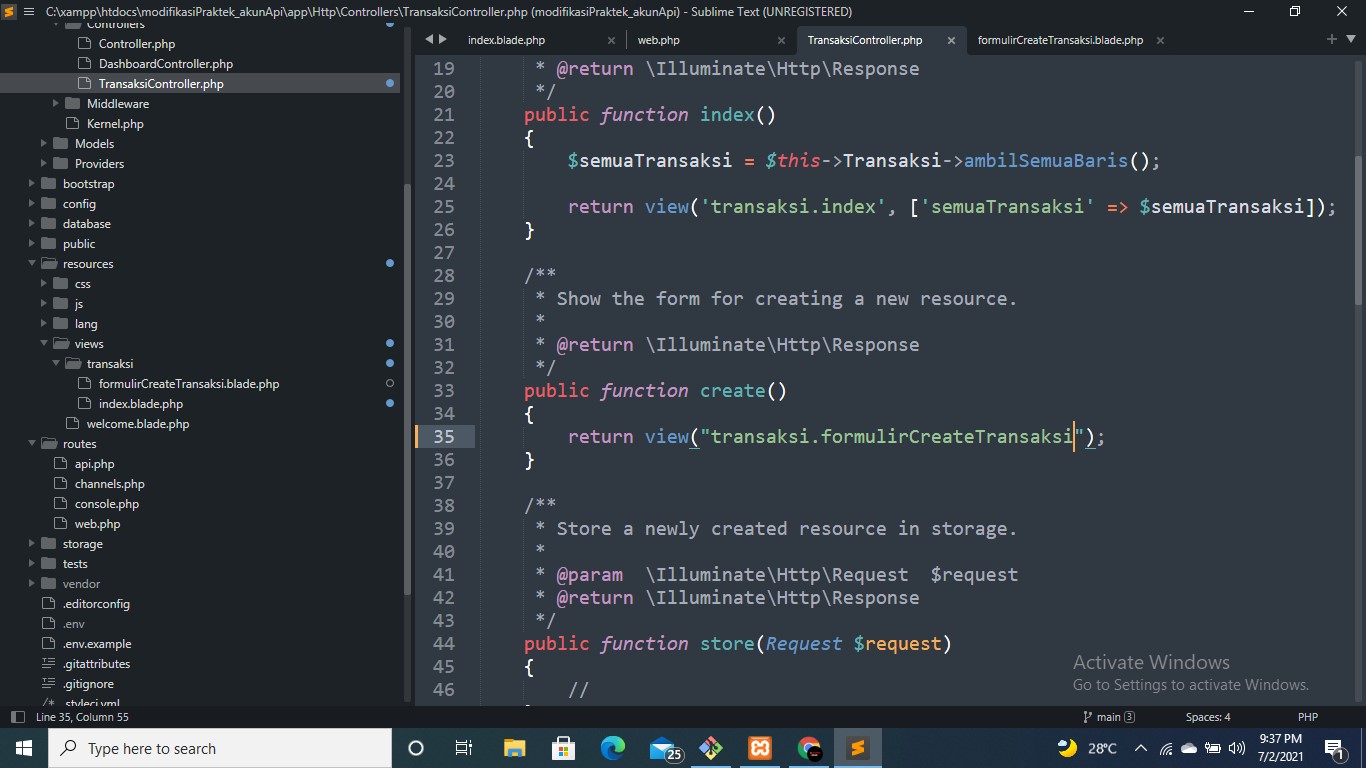 C:\xampp\htdocs\modifikasiPraktek_akunApi\app\Http\Controllers\TransaksiController.php (modifikasiPraktek_akunApi) - Sublime Text (UNREGISTERED)
Controllers
Controller.php
DashboardController.php
TransaksiController.php
Middleware
Kernel.php
Models
Providers
bootstrap
config
database
public
resources
css
js
lang
views
transaksi
formulirCreateTransaksi.blade.php
index.blade.php
welcome.blade.php
routes
api.php
channels.php
console.php
web.php
storage
tests
vendor
.editorconfig
.env
.env.example
.gitattributes
.gitignore
.styleci.yml
index.blade.php
web.php
TransaksiController.php
formulirCreateTransaksi.blade.php
19 * @return \Illuminate\Http\Response
20 */
21 public function index()
22 {
23 $semuaTransaksi = $this->Transaksi->ambilSemuaBaris();
24
25 return view('transaksi.index', ['semuaTransaksi' => $semuaTransaksi]);
26 }
27
28 /**
29 * Show the form for creating a new resource.
30 *
31 * @return \Illuminate\Http\Response
32 */
33 public function create()
34 {
35 return view("transaksi.formulirCreateTransaksi");
36 }
37
38 /**
39 * Store a newly created resource in storage.
40 *
41 * @param \Illuminate\Http\Request $request
42 * @return \Illuminate\Http\Response
43 */
44 public function store(Request $request)
45 {
46 //
Activate Windows
Go to Settings to activate Windows.
Line 35, Column 55
main 3
Spaces: 4
PHP
Type here to search
25
28°C
9:37 PM
7/2/2021
1